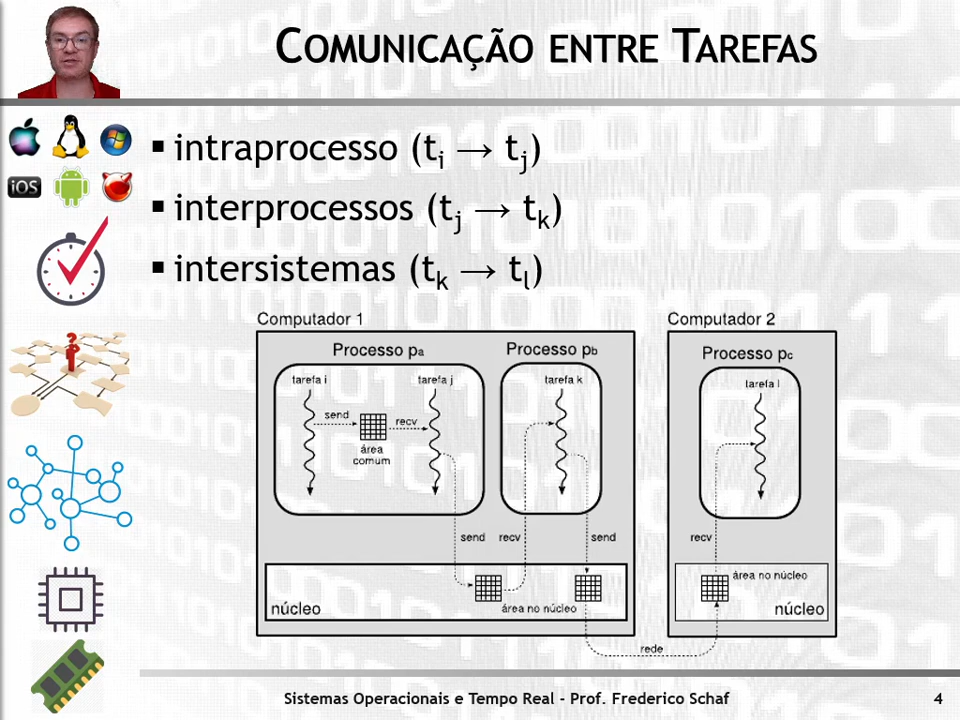 COMUNICAÇÃO ENTRE TAREFAS
iOS
▪ intraprocesso (ti → tj)
▪ interprocessos (tj → tk)
▪ intersistemas (tk → tl)
Computador 1
Computador 2
Processo pa
Processo pb
Processo pc
tarefa i
tarefa j
tarefa k
tarefa l
send
recv
área
comum
send
recv
send
recv
núcleo
área no núcleo
área no núcleo
núcleo
rede
Sistemas Operacionais e Tempo Real - Prof. Frederico Schaf
4